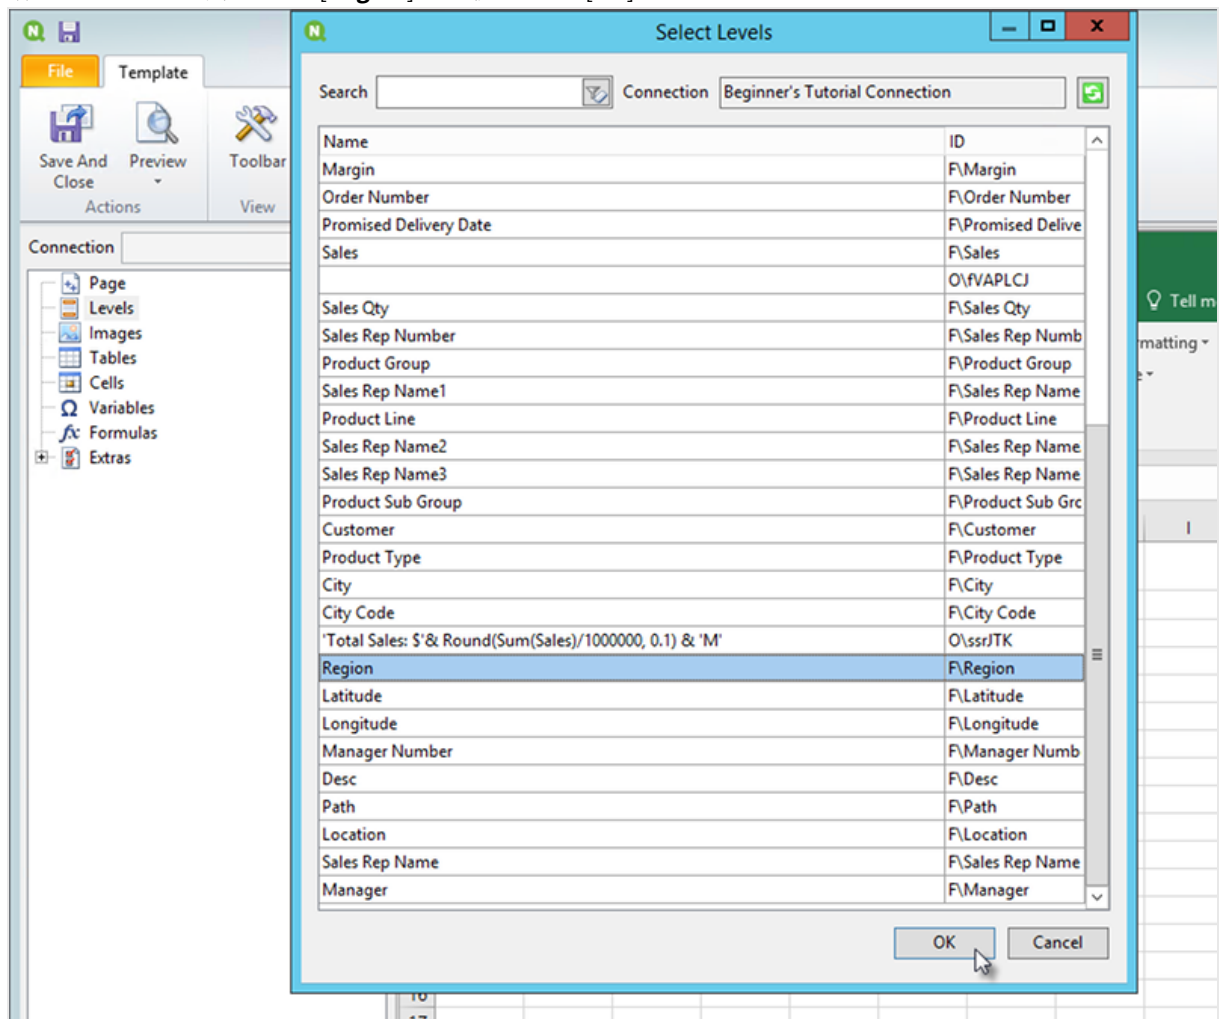 Select Levels
File Template
Save And Close
Preview
Toolbar
Actions View
Connection
Page
Levels
Images
Tables
Cells
Ω Variables
fx Formulas
Extras
Search Connection Beginner's Tutorial Connection
Name ID
Margin F\Margin
Order Number F\Order Number
Promised Delivery Date F\Promised Delive
Sales F\Sales
O\fVAPLCJ
Sales Qty F\Sales Qty
Sales Rep Number F\Sales Rep Numb
Product Group F\Product Group
Sales Rep Name1 F\Sales Rep Name
Product Line F\Product Line
Sales Rep Name2 F\Sales Rep Name
Sales Rep Name3 F\Sales Rep Name
Product Sub Group F\Product Sub Grc
Customer F\Customer
Product Type F\Product Type
City F\City
City Code F\City Code
'Total Sales: $'& Round(Sum(Sales)/1000000, 0.1) & 'M' O\ssrJTK
Region F\Region
Latitude F\Latitude
Longitude F\Longitude
Manager Number F\Manager Numb
Desc F\Desc
Path F\Path
Location F\Location
Sales Rep Name F\Sales Rep Name
Manager F\Manager
OK Cancel
Tell m
matting
I